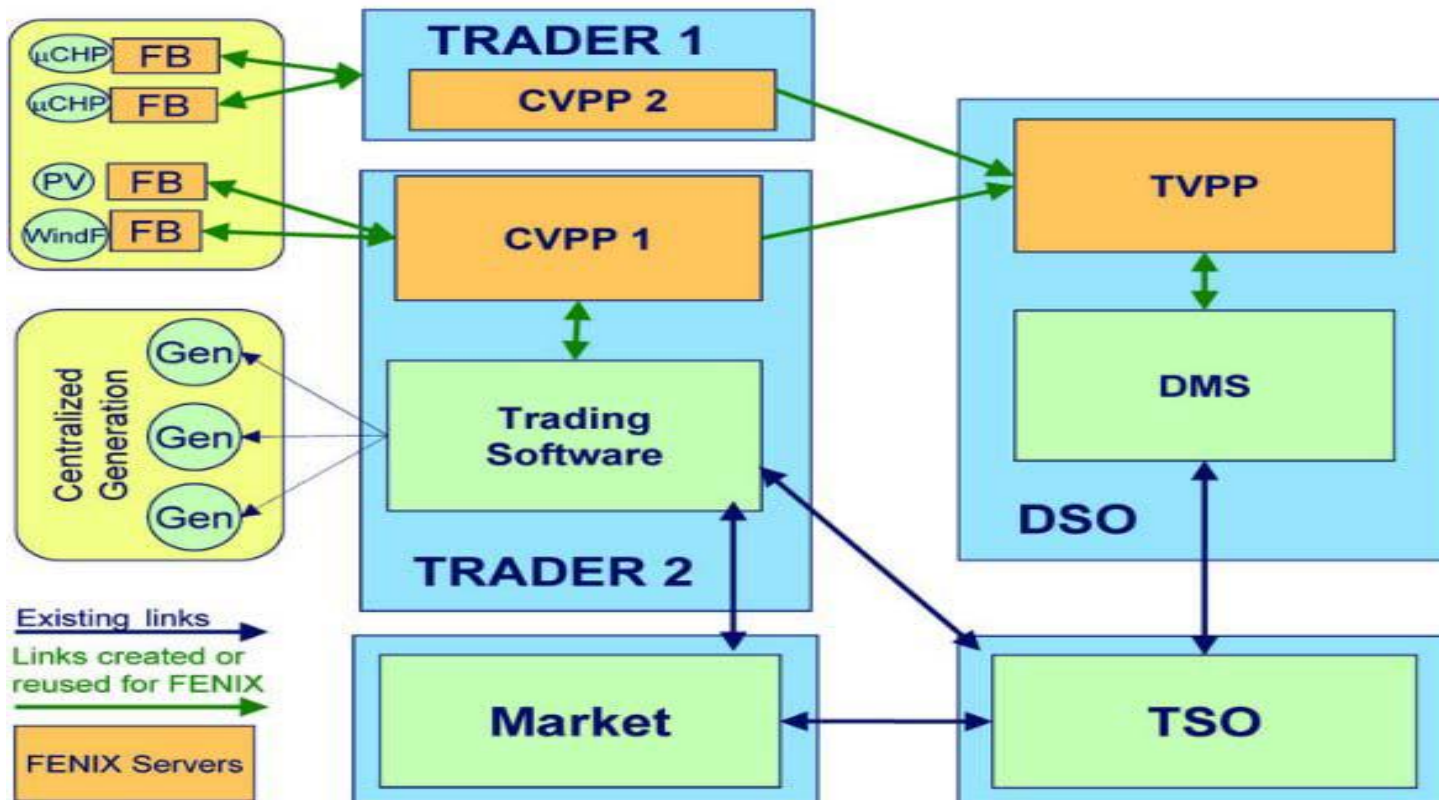 μCHP FB
μCHP FB
PV FB
WindF FB
TRADER 1
CVPP 2
CVPP 1
Trading
Software
TRADER 2
TVPP
DMS
DSO
Centralized
Generation
Gen
Gen
Gen
Existing links
Links created or
reused for FENIX
FENIX Servers
Market
TSO